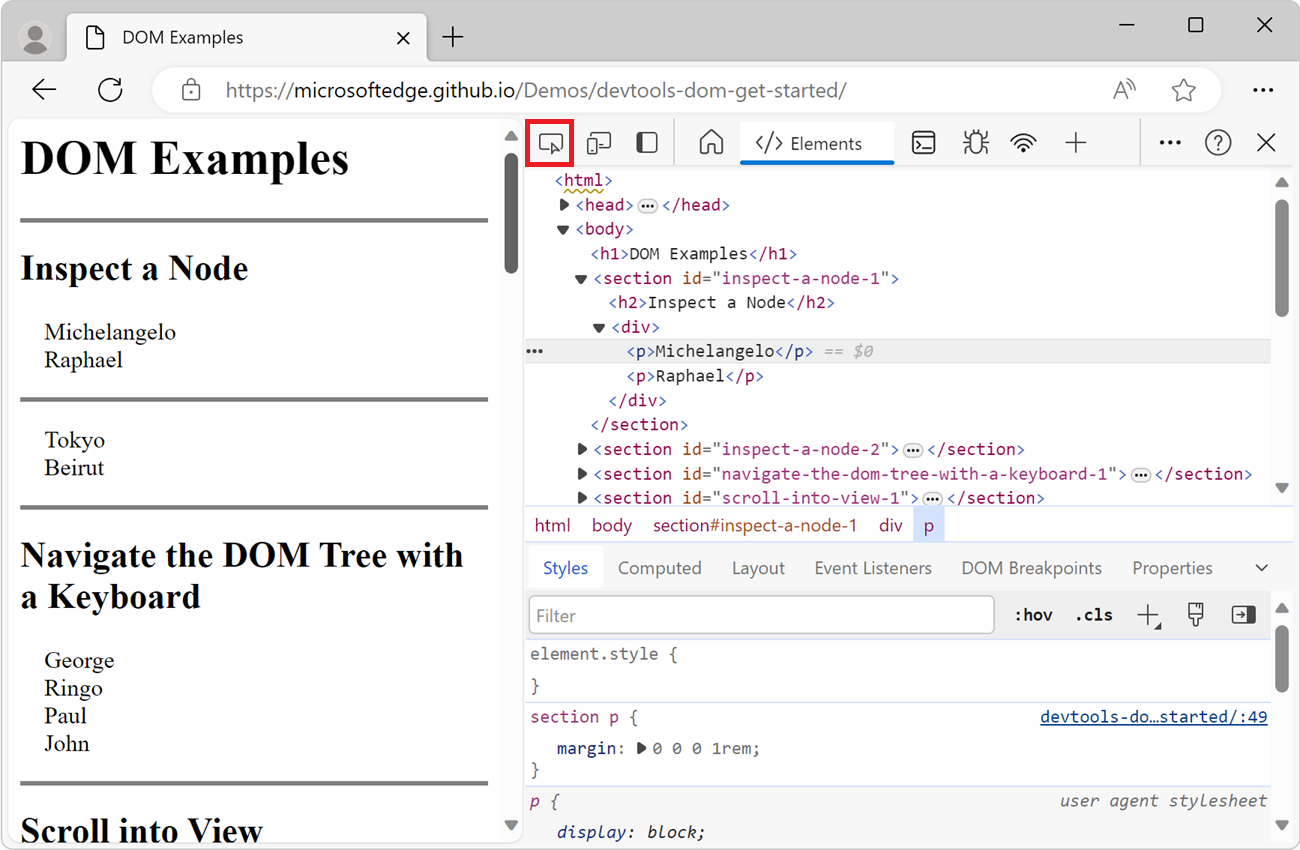 DOM Examples
https://microsoftedge.github.io/Demos/devtools-dom-get-started/
DOM Examples
Inspect a Node
Michelangelo
Raphael
Tokyo
Beirut
Navigate the DOM Tree with
a Keyboard
George
Ringo
Paul
John
Scroll into View
</> Elements
<html>
<head> ••• </head>
<body>
<h1>DOM Examples</h1>
<section id="inspect-a-node-1">
<h2>Inspect a Node</h2>
<div>
••• <p>Michelangelo</p> == $0
<p>Raphael</p>
</div>
</section>
<section id="inspect-a-node-2"> ••• </section>
<section id="navigate-the-dom-tree-with-a-keyboard-1"> ••• </section>
<section id="scroll-into-view-1"> ••• </section>
html body section#inspect-a-node-1 div p
Styles Computed Layout Event Listeners DOM Breakpoints Properties
Filter :hov .cls
element.style {
}
section p { devtools-do…started/:49
margin: 0 0 0 1rem;
}
p { user agent stylesheet
display: block;